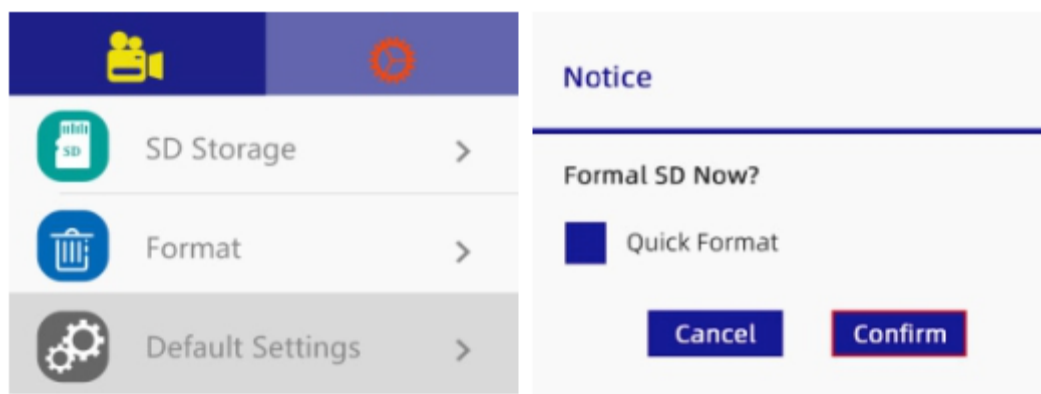 SD
SD Storage
Format
Default Settings
Notice
Formal SD Now?
Quick Format
Cancel
Confirm